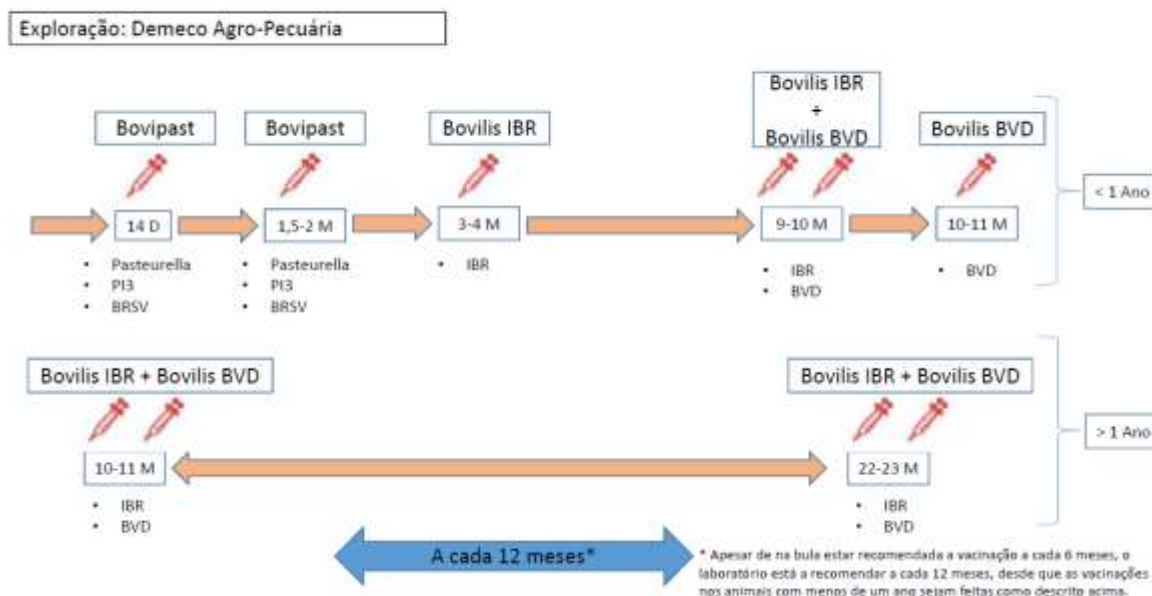 Exploração: Demeco Agro-Pecuária
Bovipast
Bovipast
Bovilis IBR
Bovilis IBR
+
Bovilis BVD
Bovilis BVD
< 1 Ano
14 D
1,5-2 M
3-4 M
9-10 M
10-11 M
• Pasteurella
• PI3
• BRSV
• Pasteurella
• PI3
• BRSV
• IBR
• IBR
• BVD
• BVD
Bovilis IBR + Bovilis BVD
Bovilis IBR + Bovilis BVD
> 1 Ano
10-11 M
22-23 M
• IBR
• BVD
• IBR
• BVD
A cada 12 meses*
* Apesar de na bula estar recomendada a vacinação a cada 6 meses, o
laboratório está a recomendar a cada 12 meses, desde que as vacinações
nos animais com menos de um ano sejam feitas como descrito acima.